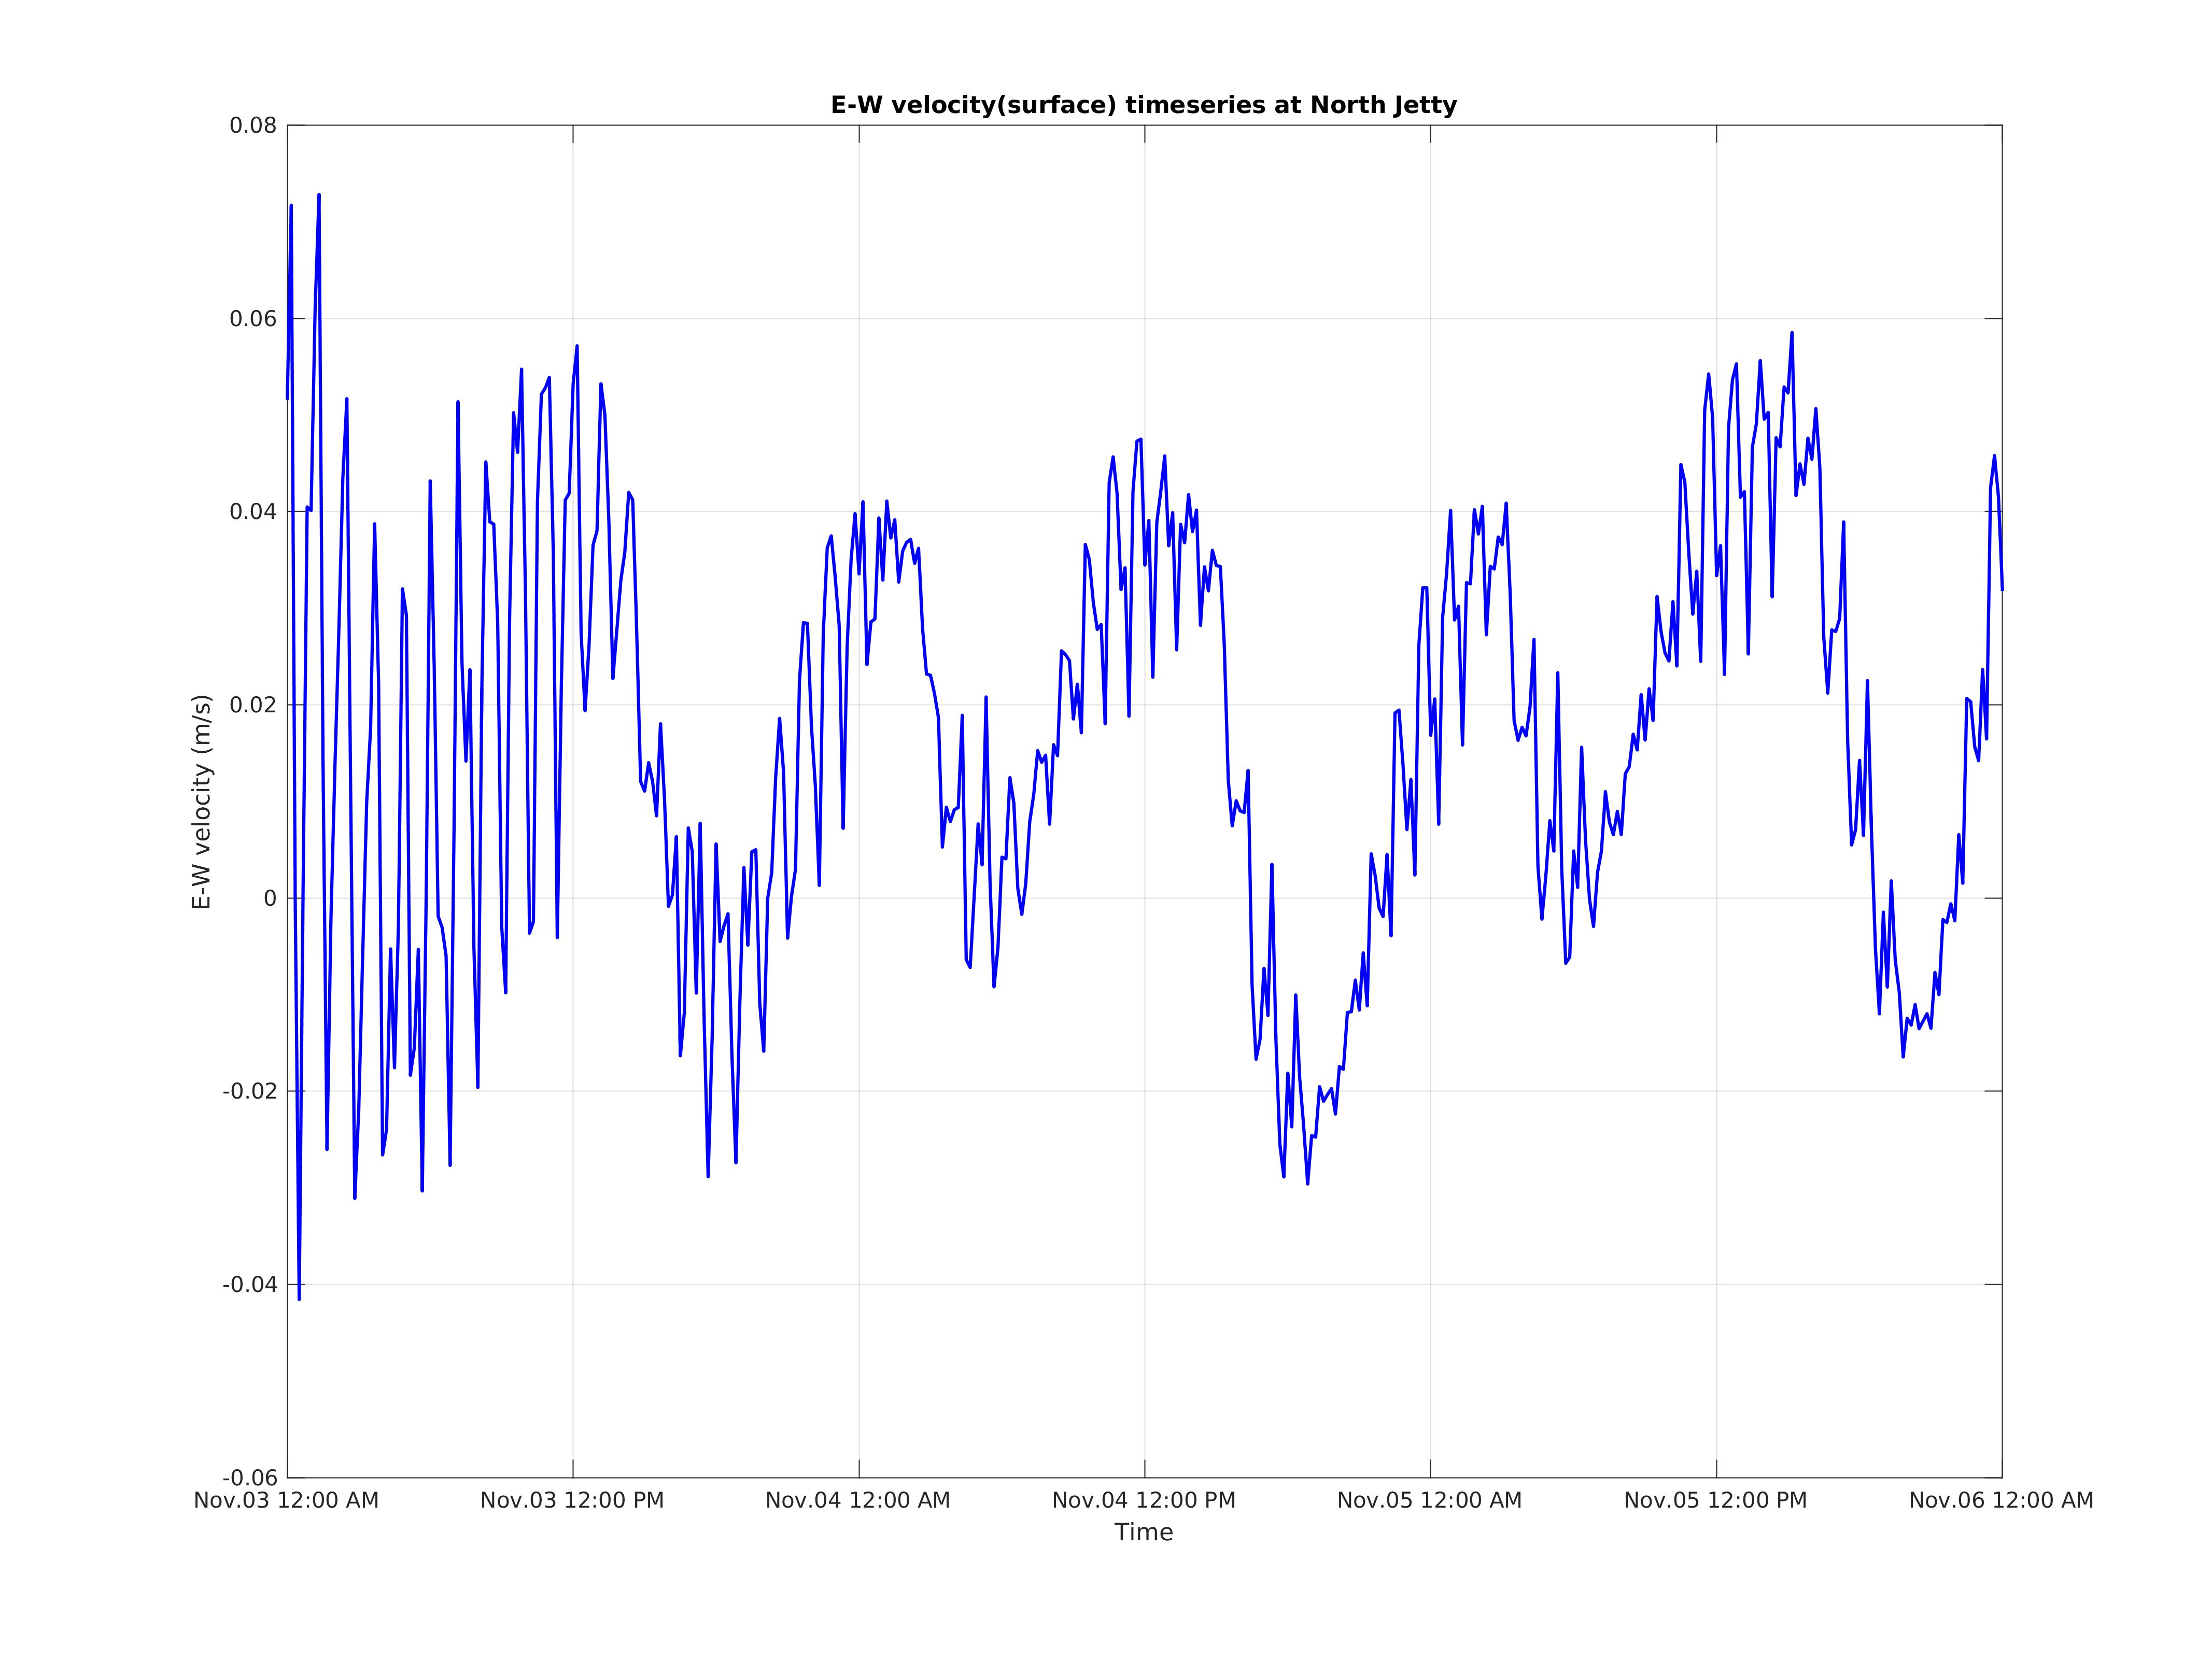 E-W velocity(surface) timeseries at North Jetty
0.08
0.06
0.04
0.02
0
-0.02
-0.04
-0.06
E-W velocity (m/s)
Nov.03 12:00 AM Nov.03 12:00 PM Nov.04 12:00 AM Nov.04 12:00 PM Nov.05 12:00 AM Nov.05 12:00 PM Nov.06 12:00 AM
Time